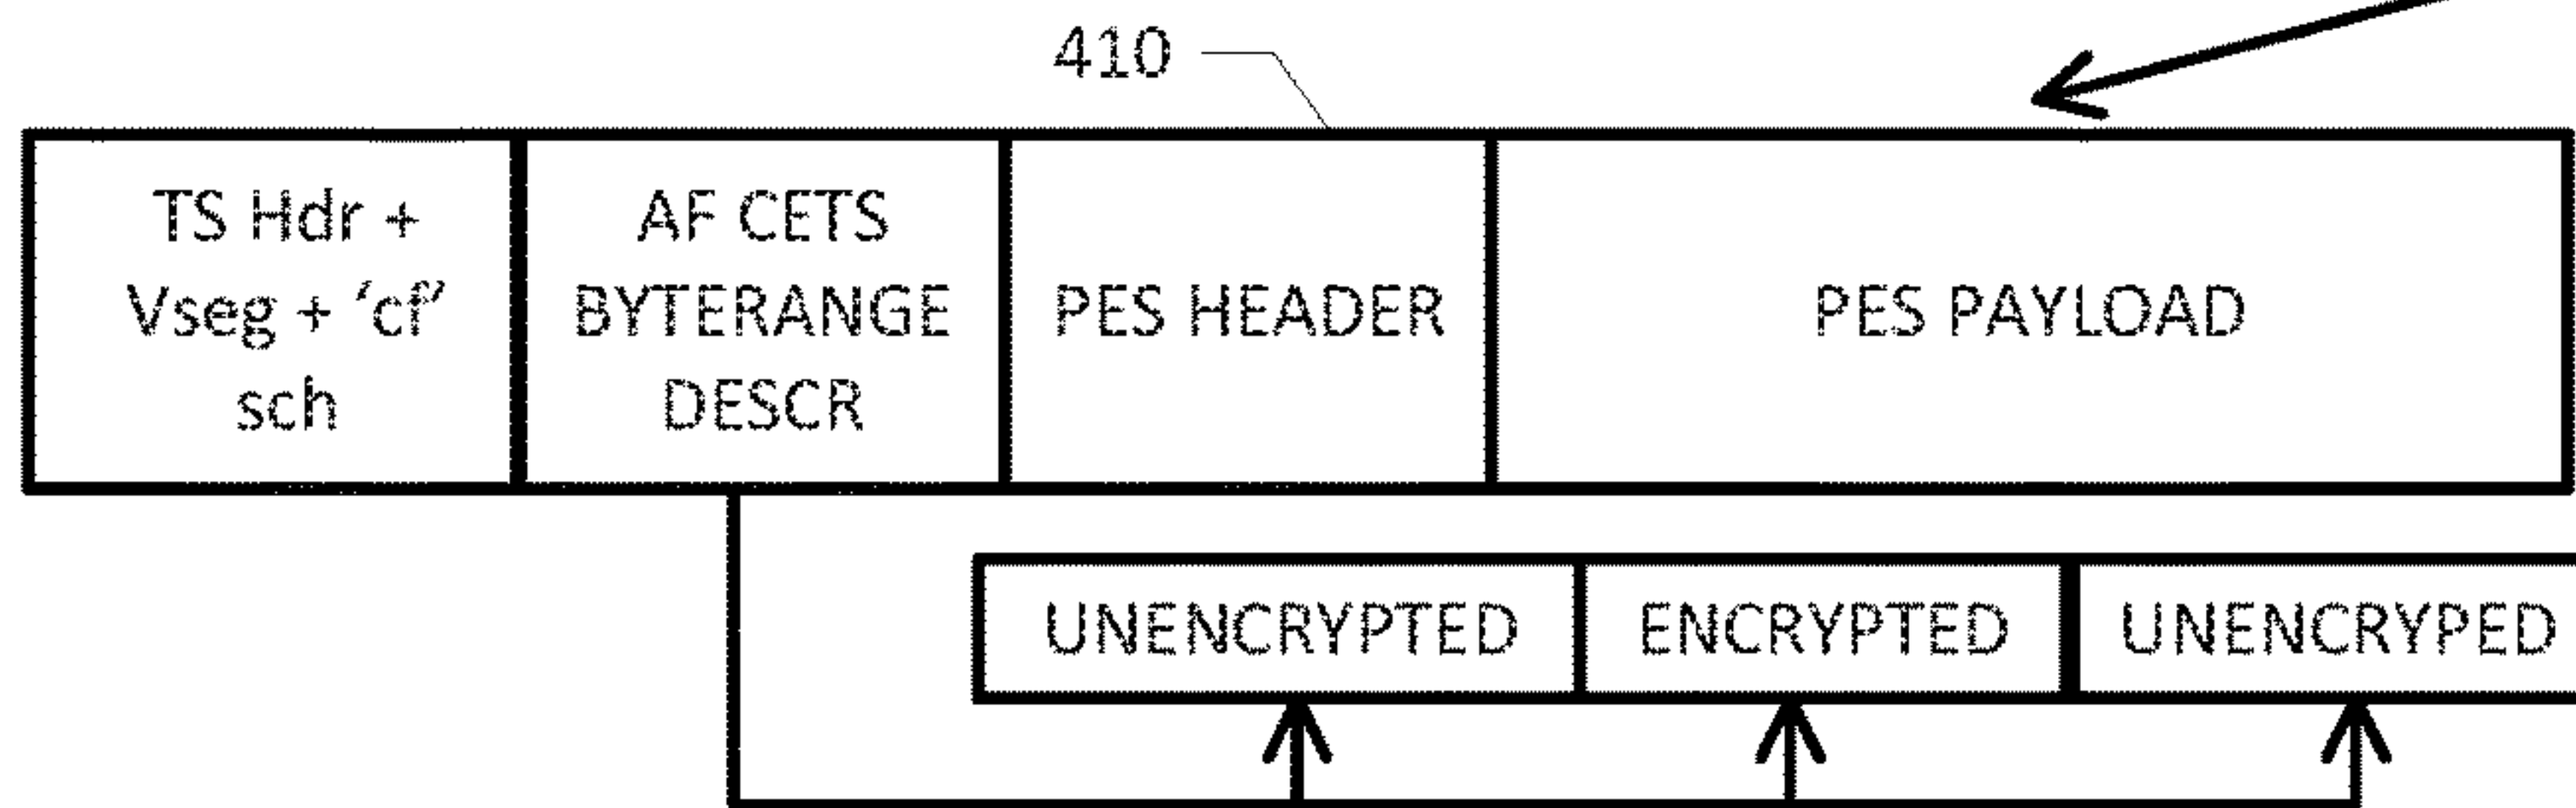 410
TS Hdr +
Vseg + ‘cf’
sch
AF CETS
BYTERANGE
DESCR
PES HEADER
PES PAYLOAD
UNENCRYPTED
ENCRYPTED
UNENCRYPED